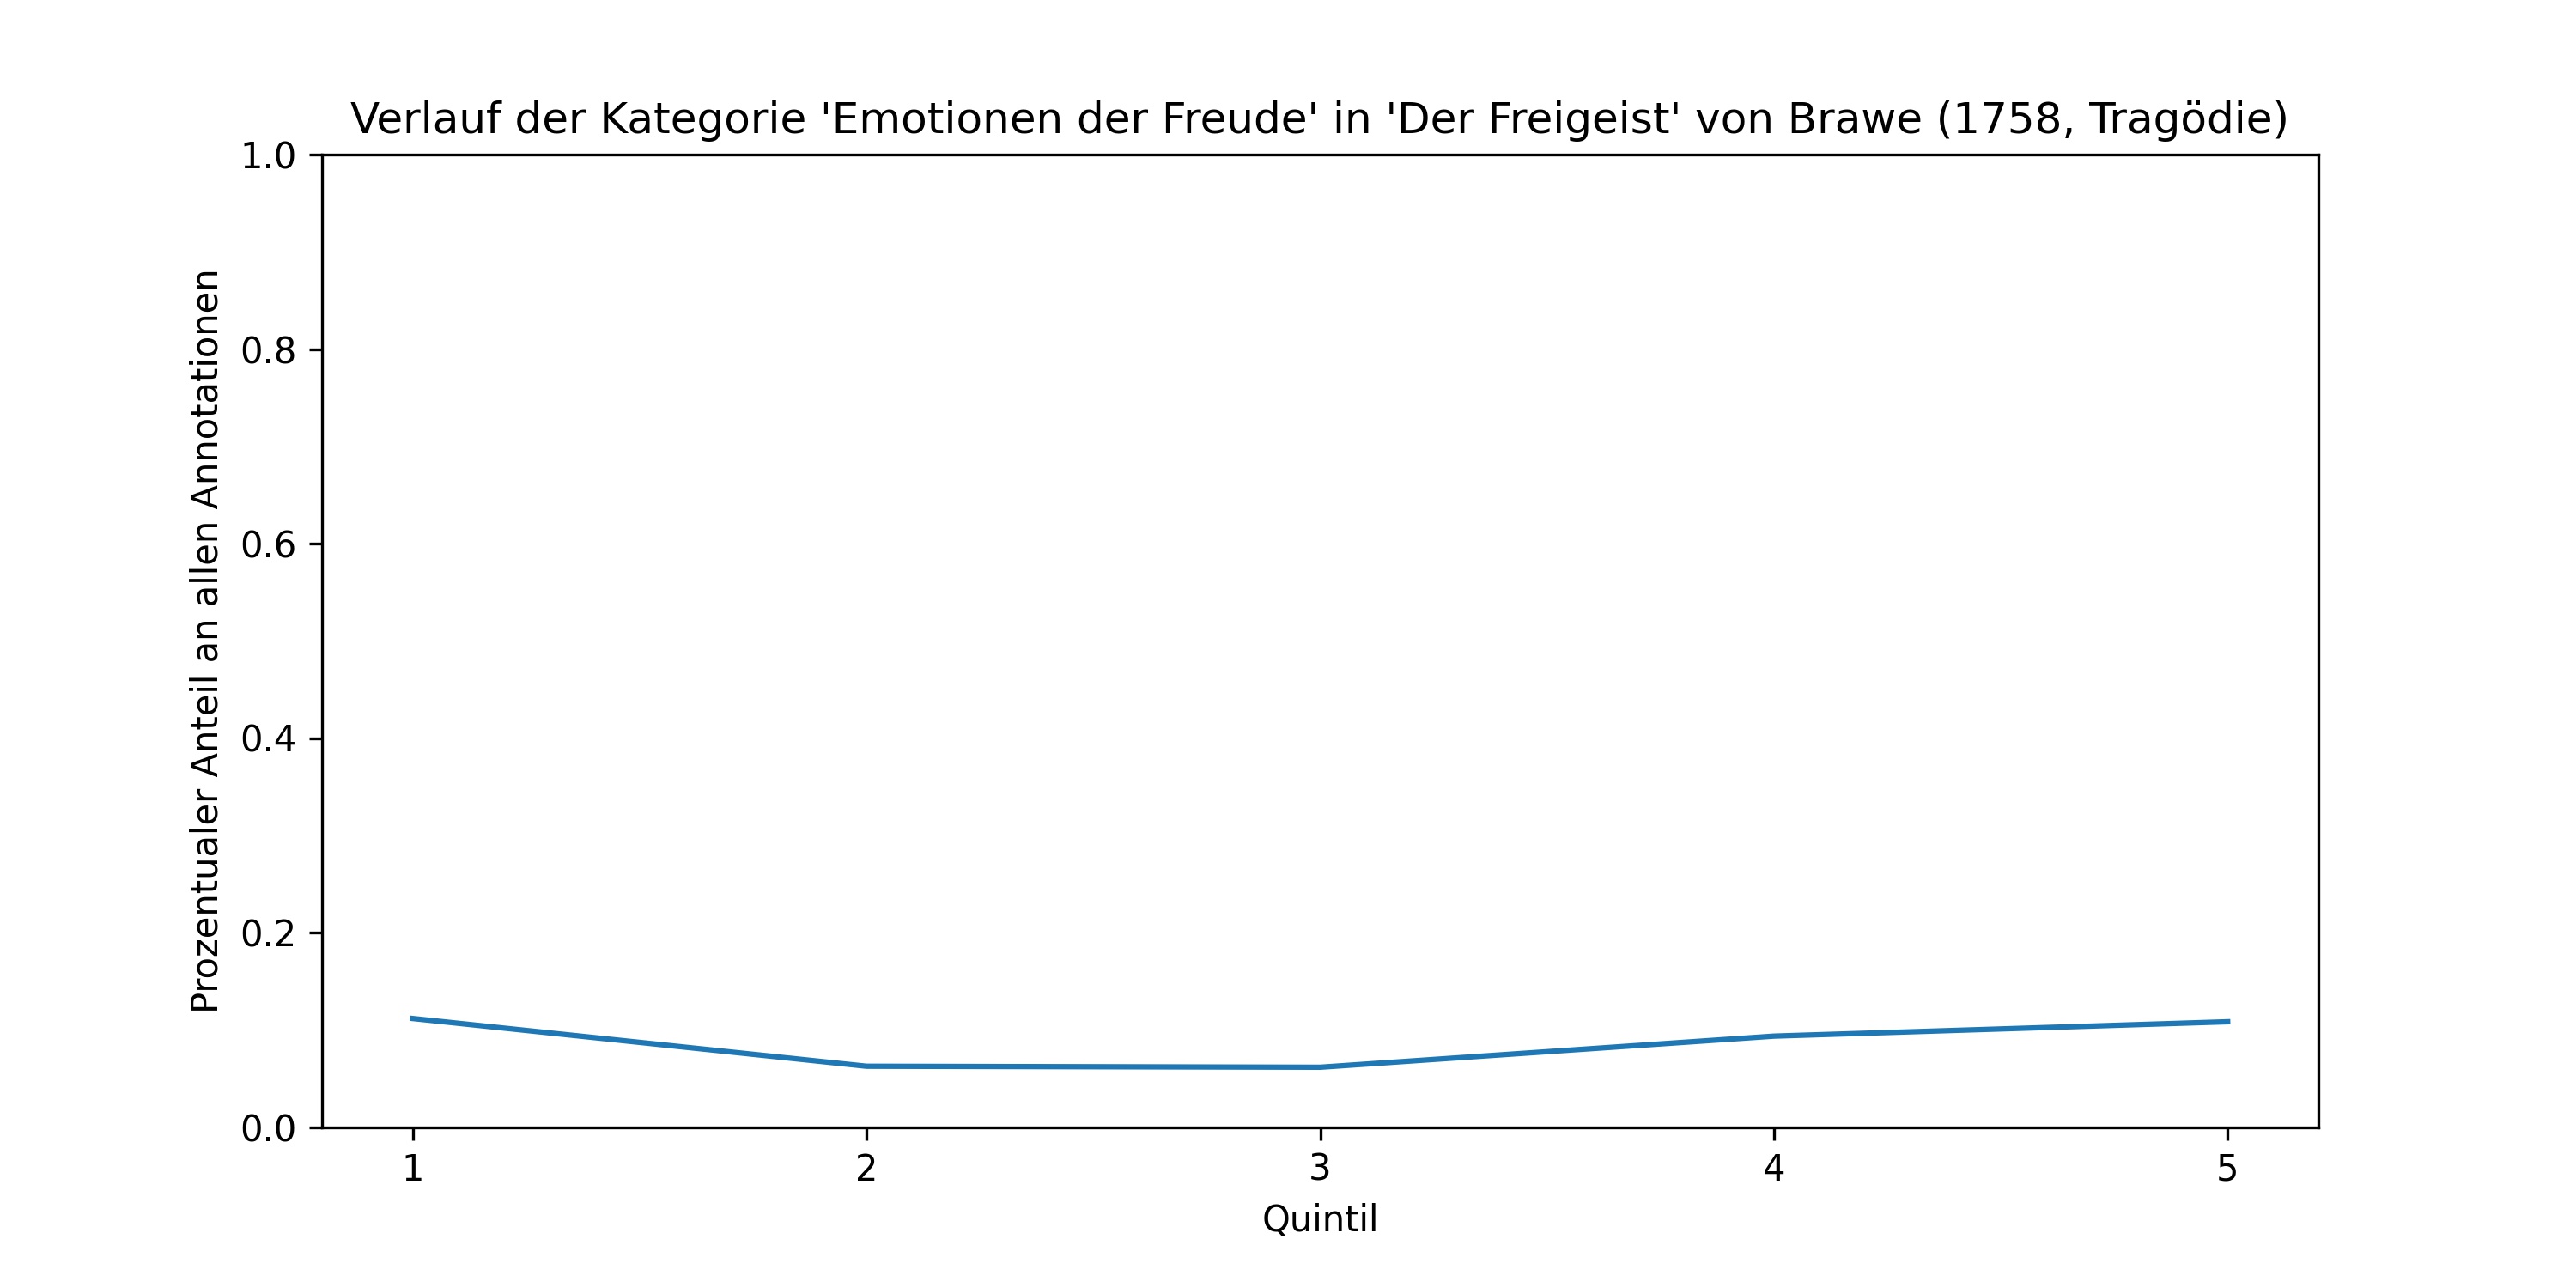 Verlauf der Kategorie 'Emotionen der Freude' in 'Der Freigeist' von Brawe (1758, Tragödie)
Prozentualer Anteil an allen Annotationen
1.0
0.8
0.6
0.4
0.2
0.0
1 2 3 4 5
Quintil